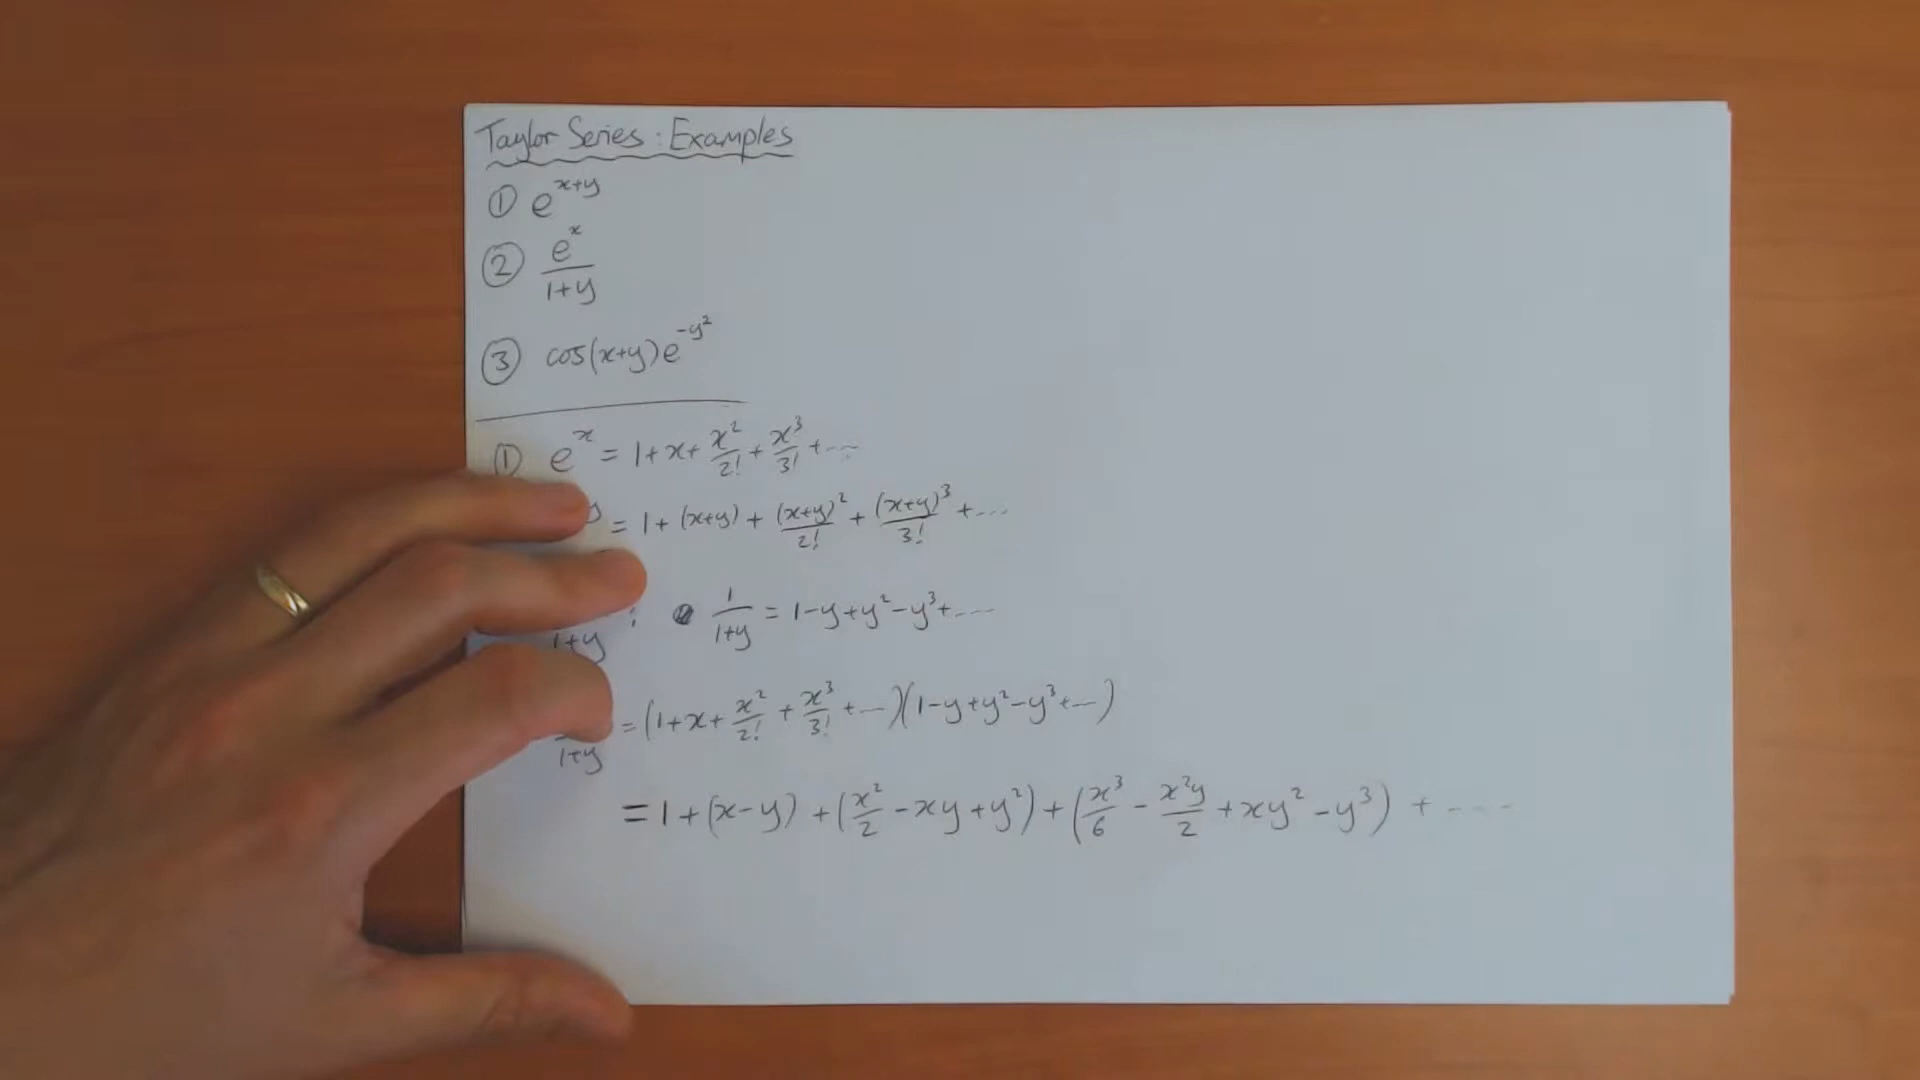 Taylor Series : Examples
① e^{x+y}
② e^x/(1+y)
③ cos(x+y)e^{-y²}
① e^x = 1+x+x²/2!+x³/3!+....
y = 1+(x+y)+(x+y)²/2!+(x+y)³/3!+....
1+y : 1/(1+y) = 1-y+y²-y³+....
1+y = (1+x+x²/2!+x³/3!+...)(1-y+y²-y³+...)
= 1+(x-y)+(x²/2-xy+y²)+(x³/6-x²y/2+xy²-y³)+....